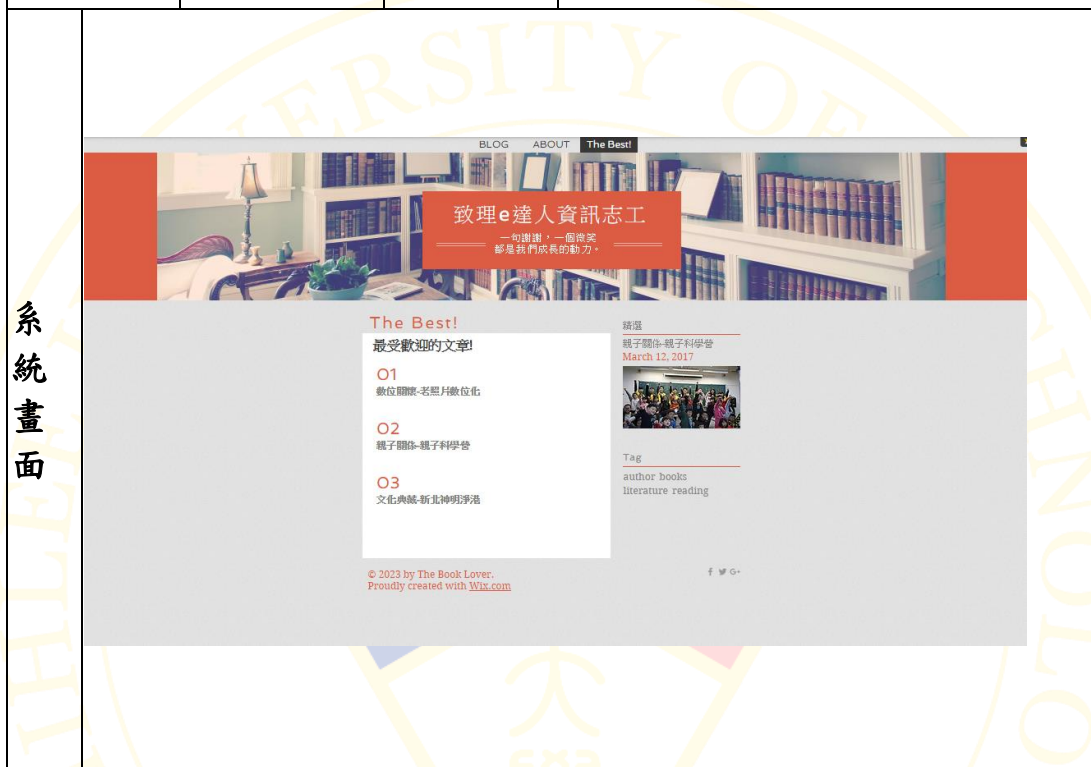 系統畫面
BLOG ABOUT The Best!
致理e達人資訊志工
一句謝謝，一個微笑
都是我們成長的動力。
The Best!
最受歡迎的文章!
01
數位關懷-老照片數位化
02
親子關係-親子科學營
03
文化典藏-新北神明淨港
精選
親子關係-親子科學營
March 12, 2017
Tag
author books
literature reading
© 2023 by The Book Lover.
Proudly created with Wix.com
f G+